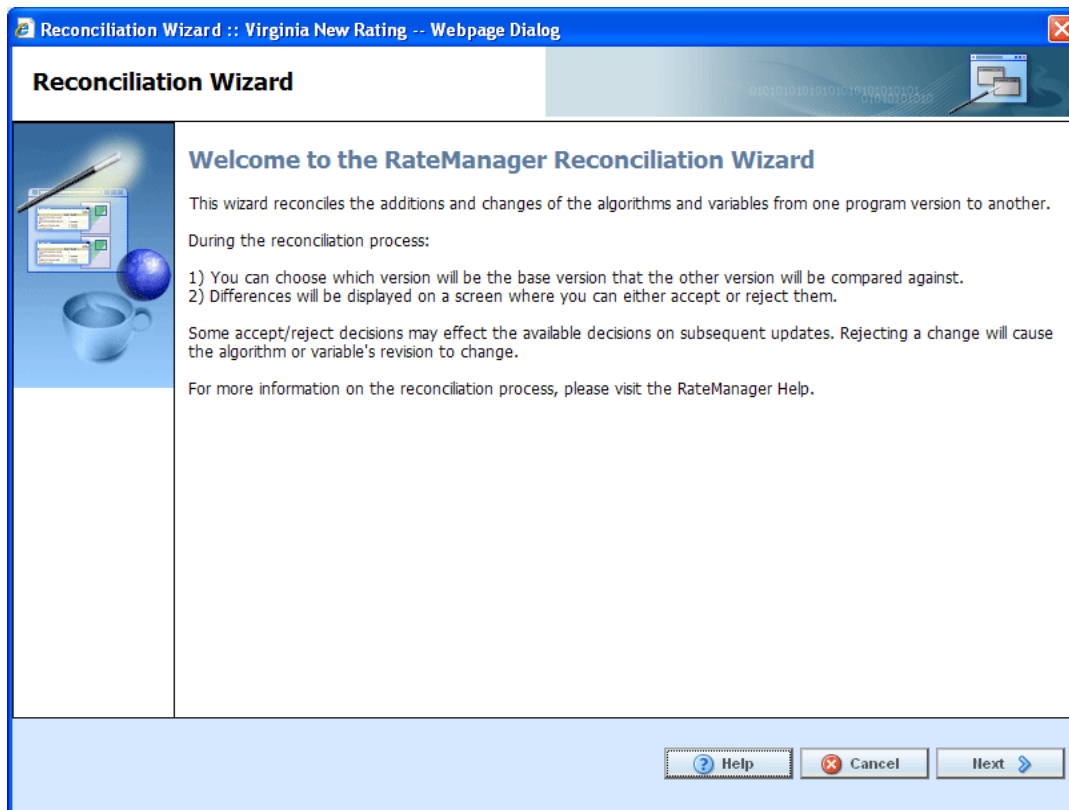 Reconciliation Wizard :: Virginia New Rating -- Webpage Dialog
Reconciliation Wizard
Welcome to the RateManager Reconciliation Wizard
This wizard reconciles the additions and changes of the algorithms and variables from one program version to another.
During the reconciliation process:
1) You can choose which version will be the base version that the other version will be compared against.
2) Differences will be displayed on a screen where you can either accept or reject them.
Some accept/reject decisions may effect the available decisions on subsequent updates. Rejecting a change will cause
the algorithm or variable's revision to change.
For more information on the reconciliation process, please visit the RateManager Help.
Help
Cancel
Next